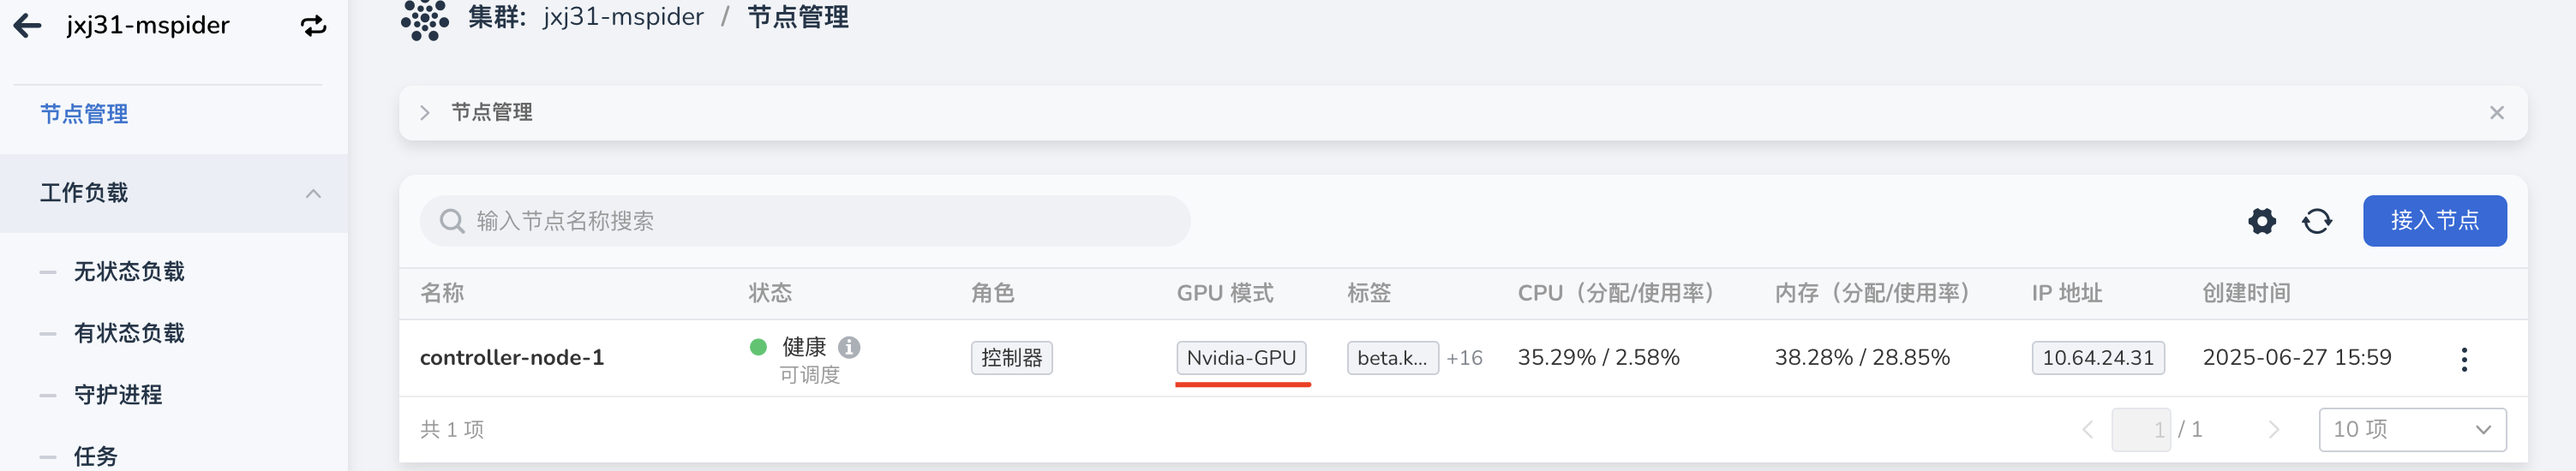 jxj31-mspider
集群: jxj31-mspider / 节点管理
节点管理
工作负载
无状态负载
有状态负载
守护进程
任务
节点管理
输入节点名称搜索
接入节点
名称 状态 角色 GPU 模式 标签 CPU（分配/使用率） 内存（分配/使用率） IP 地址 创建时间
controller-node-1 健康 控制器 Nvidia-GPU beta.k... +16 35.29% / 2.58% 38.28% / 28.85% 10.64.24.31 2025-06-27 15:59
可调度
共 1 项 1 / 1 10 项